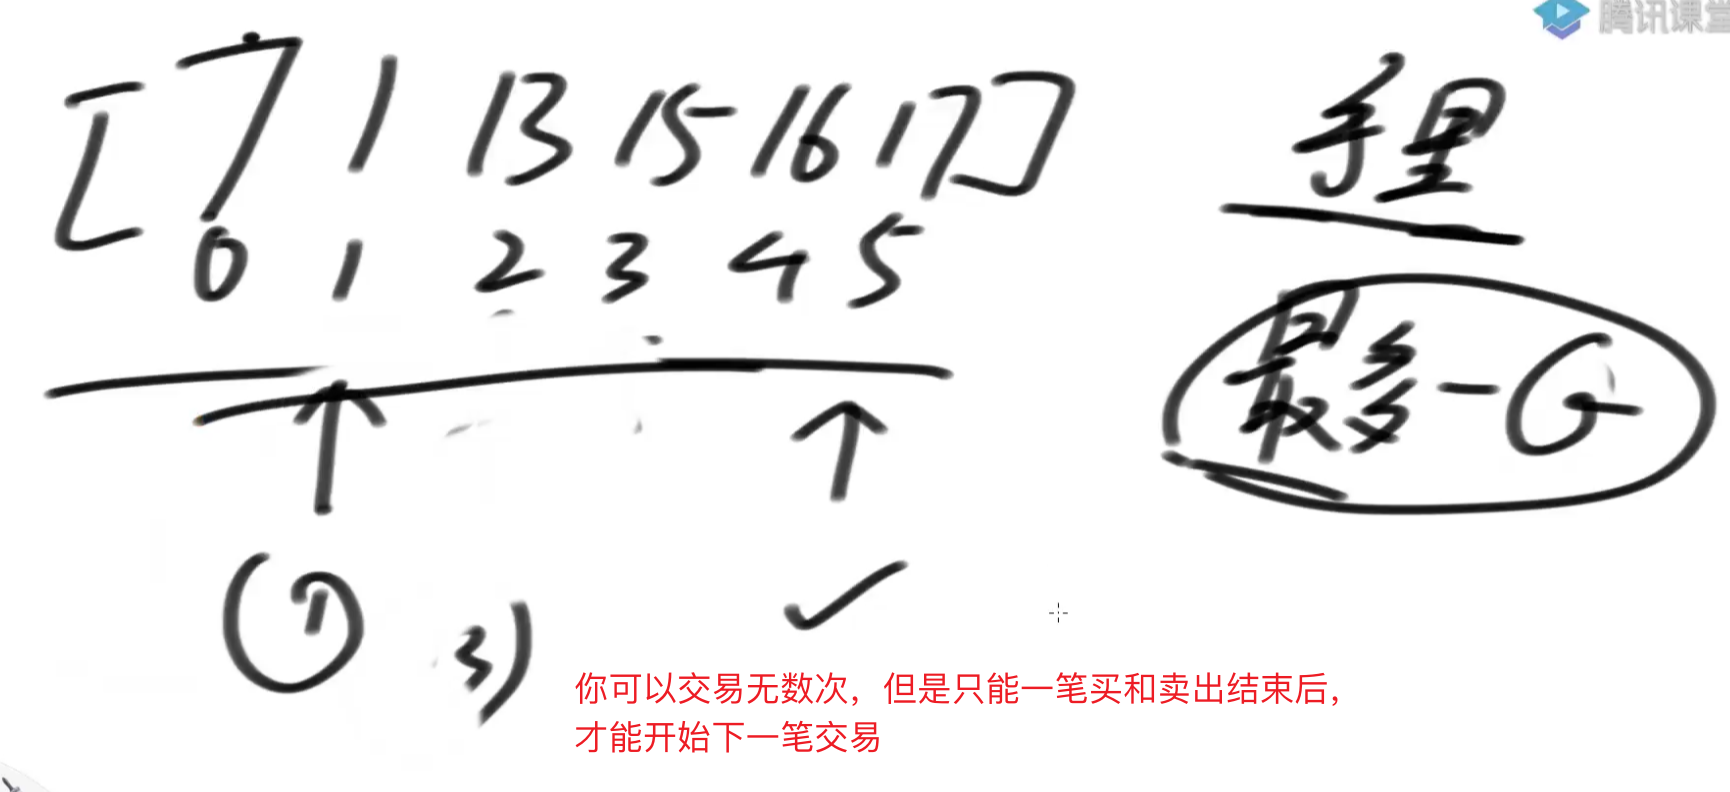 腾讯课堂
[7 1 13 15 16 17]
0 1 2 3 4 5
手里
最多一
①
3)
你可以交易无数次，但是只能一笔买和卖出结束后，
才能开始下一笔交易